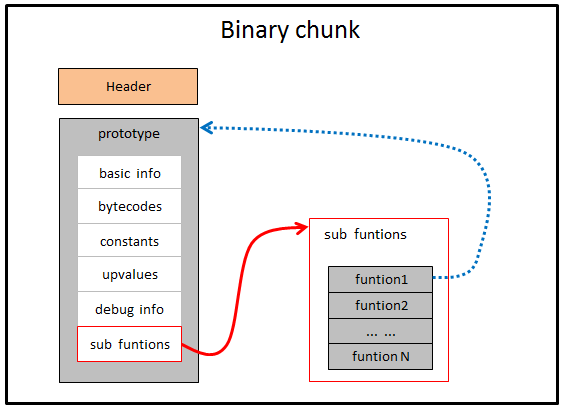 Binary chunk
Header
prototype
basic info
bytecodes
constants
upvalues
debug info
sub funtions
sub funtions
funtion1
funtion2
... ...
funtion N